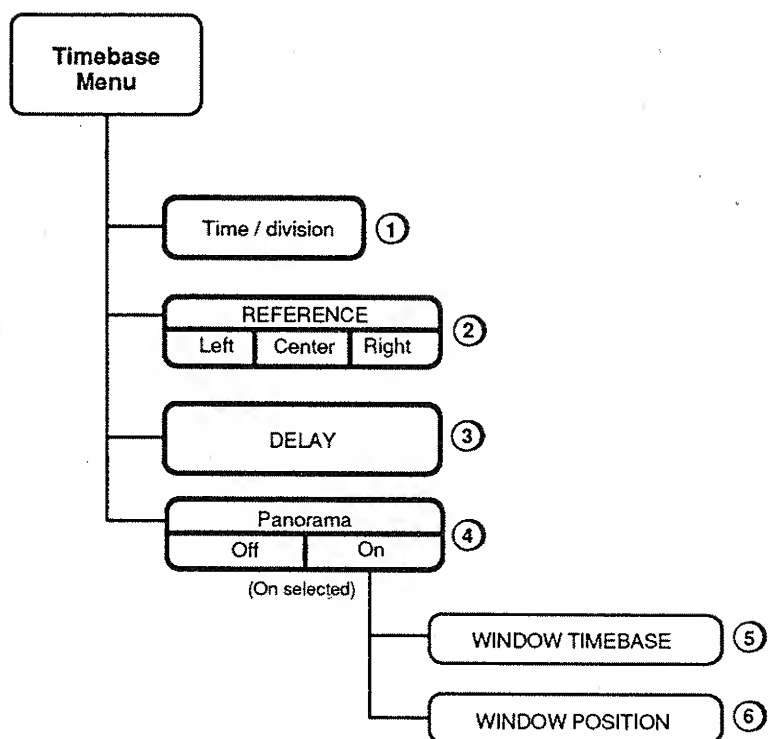 Timebase
Menu
Time / division 1
REFERENCE 2
Left Center Right
DELAY 3
Panorama 4
Off On
(On selected)
WINDOW TIMEBASE 5
WINDOW POSITION 6